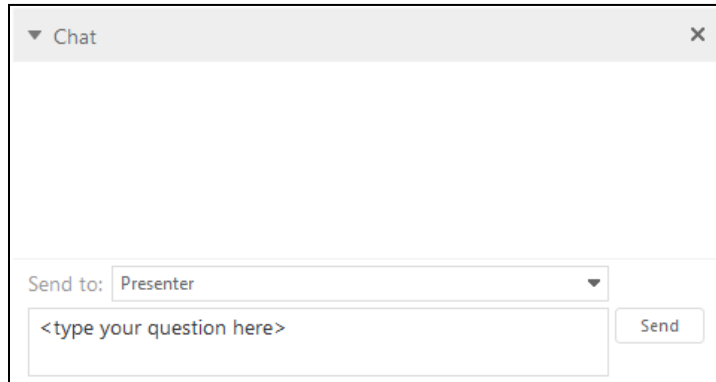 Chat
Send to: Presenter
<type your question here>
Send